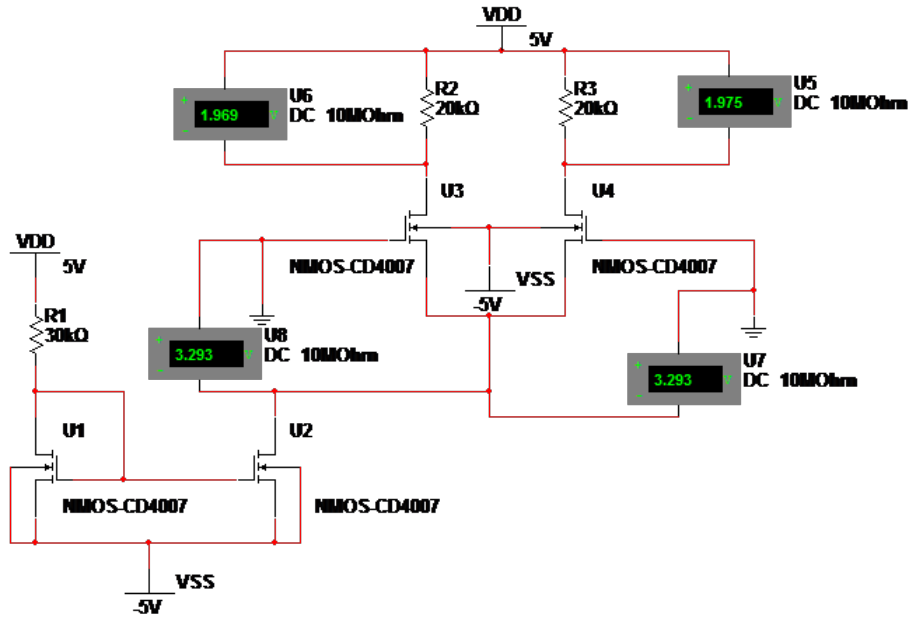 VDD
5V
U6
1.969
DC 10MOhm
R2
20kΩ
R3
20kΩ
U5
1.975
DC 10MOhm
U3
U4
NMOS-CD4007
NMOS-CD4007
VSS
-5V
VDD
5V
R1
30kΩ
U8
3.293
DC 10MOhm
U7
3.293
DC 10MOhm
U1
U2
NMOS-CD4007
NMOS-CD4007
VSS
-5V